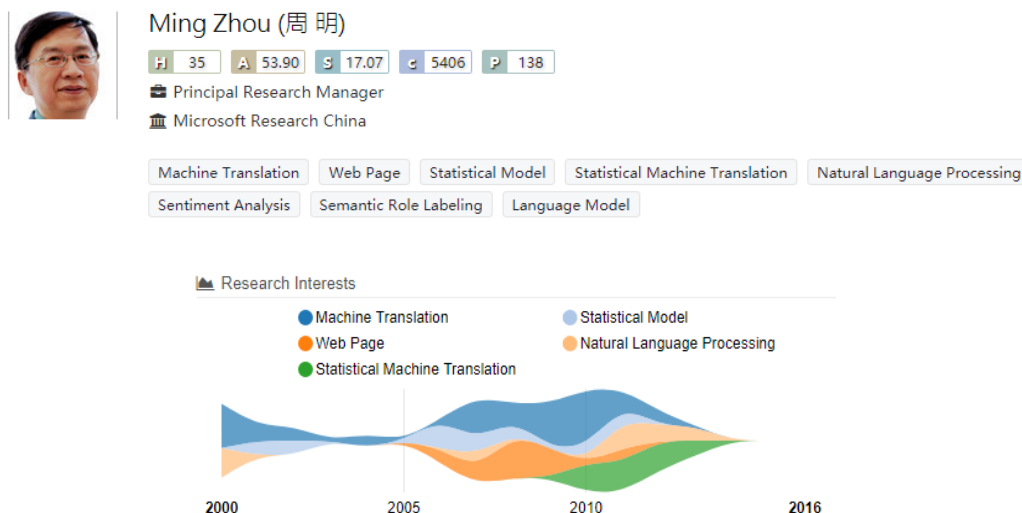 Ming Zhou (周 明)
H 35 A 53.90 S 17.07 c 5406 P 138
Principal Research Manager
Microsoft Research China
Machine Translation Web Page Statistical Model Statistical Machine Translation Natural Language Processing
Sentiment Analysis Semantic Role Labeling Language Model
Research Interests
Machine Translation Statistical Model
Web Page Natural Language Processing
Statistical Machine Translation
2000 2005 2010 2016